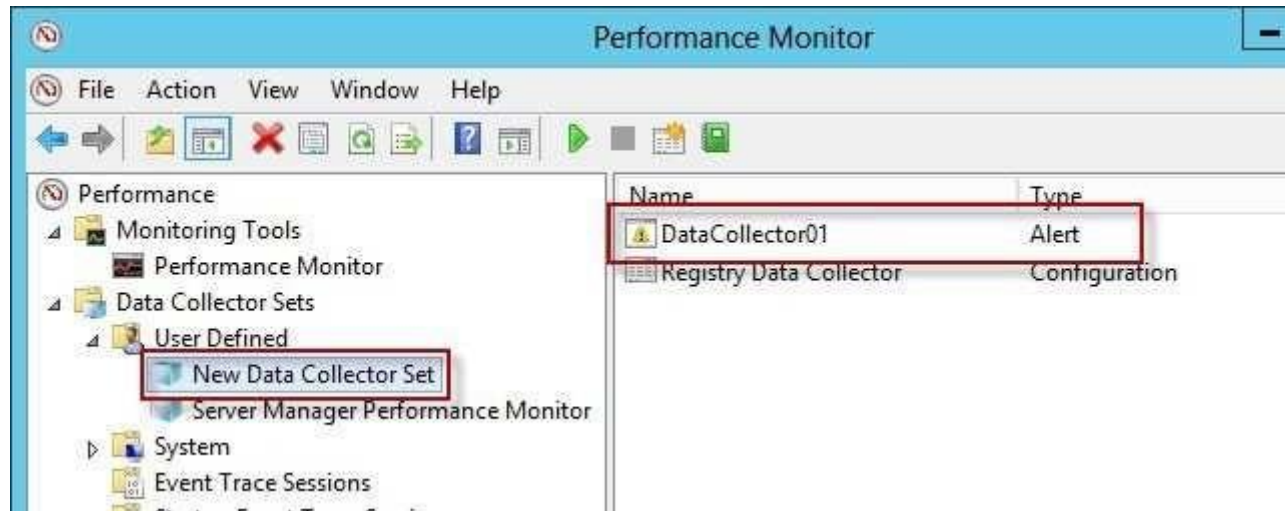 Performance Monitor
File Action View Window Help
Performance
Monitoring Tools
Performance Monitor
Data Collector Sets
User Defined
New Data Collector Set
Server Manager Performance Monitor
System
Event Trace Sessions
Name Type
DataCollector01 Alert
Registry Data Collector Configuration